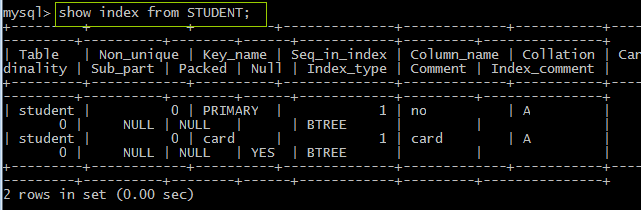 mysql> show index from STUDENT;
+---------+------------+----------+--------------+-------------+-----------+----
| Table | Non_unique | Key_name | Seq_in_index | Column_name | Collation | Car
dinality | Sub_part | Packed | Null | Index_type | Comment | Index_comment |
| student | 0 | PRIMARY | 1 | no | A |
0 | NULL | NULL | | BTREE | | |
| student | 0 | card | 1 | card | A |
0 | NULL | NULL | YES | BTREE | | |
2 rows in set (0.00 sec)